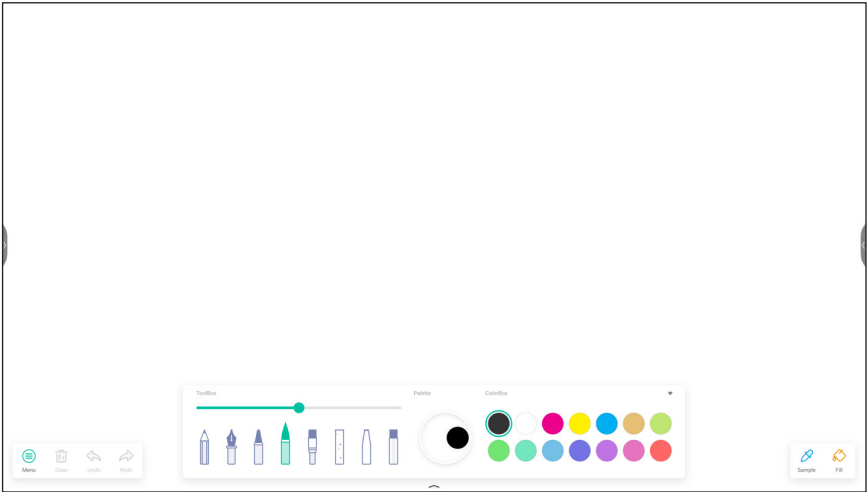 ToolBox
Palette
ColorBox
Menu
Clear
Undo
Redo
Sample
Fill